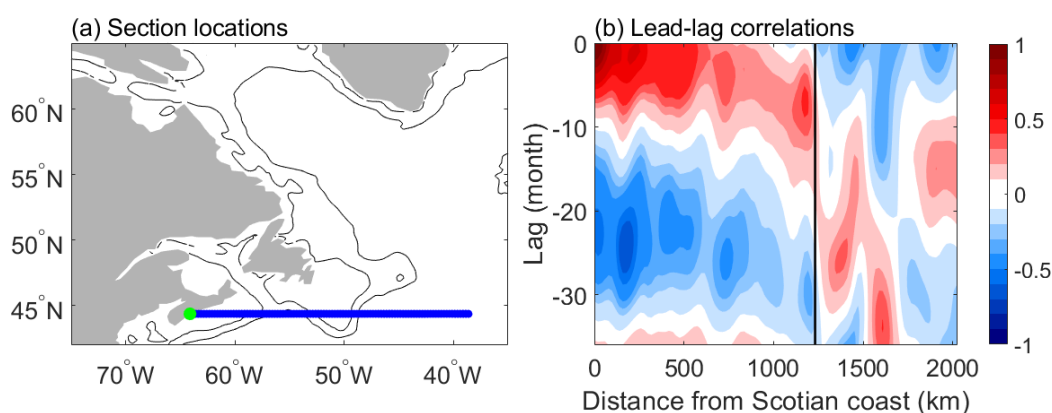 (a) Section locations
60°N
55°N
50°N
45°N
70°W
60°W
50°W
40°W
(b) Lead-lag correlations
0
-10
-20
-30
Lag (month)
0
500
1000
1500
2000
Distance from Scotian coast (km)
1
0.5
0
-0.5
-1